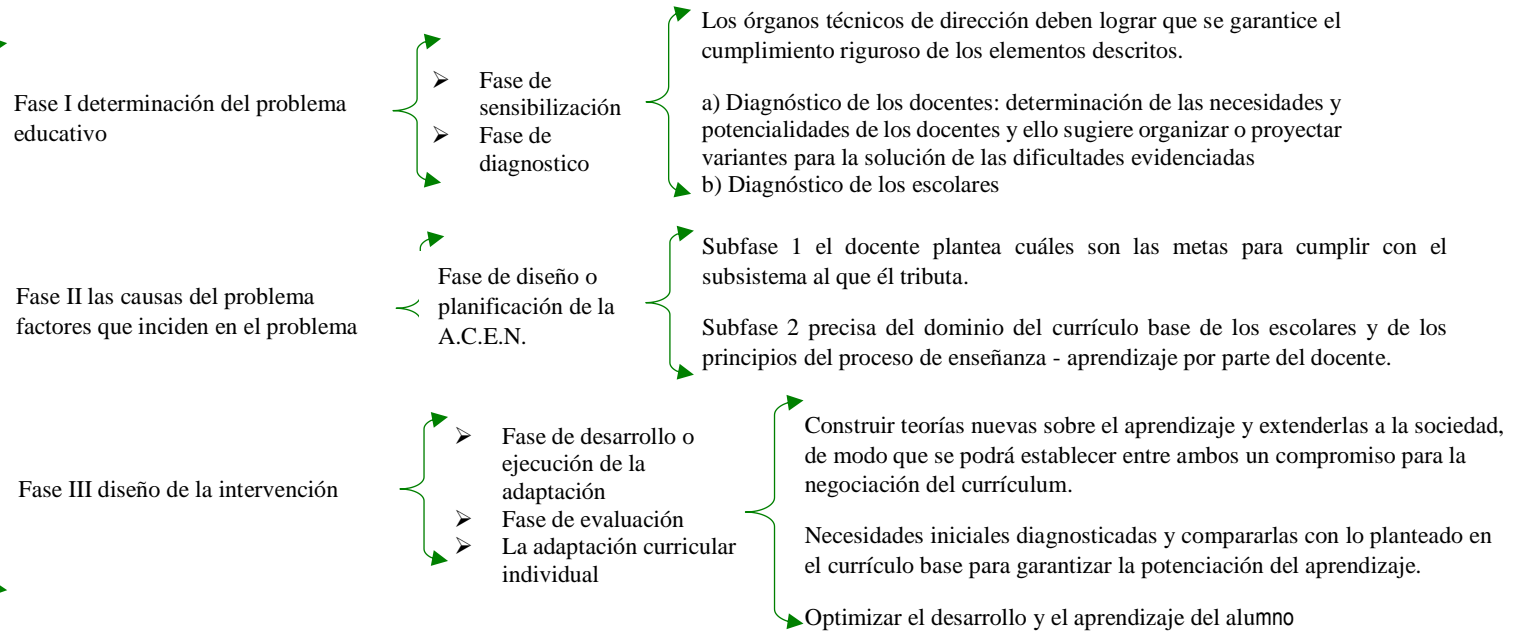 Fase I determinación del problema
educativo
➢ Fase de
sensibilización
➢ Fase de
diagnostico
Los órganos técnicos de dirección deben lograr que se garantice el
cumplimiento riguroso de los elementos descritos.
a) Diagnóstico de los docentes: determinación de las necesidades y
potencialidades de los docentes y ello sugiere organizar o proyectar
variantes para la solución de las dificultades evidenciadas
b) Diagnóstico de los escolares
Fase II las causas del problema
factores que inciden en el problema
Fase de diseño o
planificación de la
A.C.E.N.
Subfase 1 el docente plantea cuáles son las metas para cumplir con el
subsistema al que él tributa.
Subfase 2 precisa del dominio del currículo base de los escolares y de los
principios del proceso de enseñanza - aprendizaje por parte del docente.
Fase III diseño de la intervención
➢ Fase de desarrollo o
ejecución de la
adaptación
➢ Fase de evaluación
➢ La adaptación curricular
individual
Construir teorías nuevas sobre el aprendizaje y extenderlas a la sociedad,
de modo que se podrá establecer entre ambos un compromiso para la
negociación del currículum.
Necesidades iniciales diagnosticadas y compararlas con lo planteado en
el currículo base para garantizar la potenciación del aprendizaje.
Optimizar el desarrollo y el aprendizaje del alumno